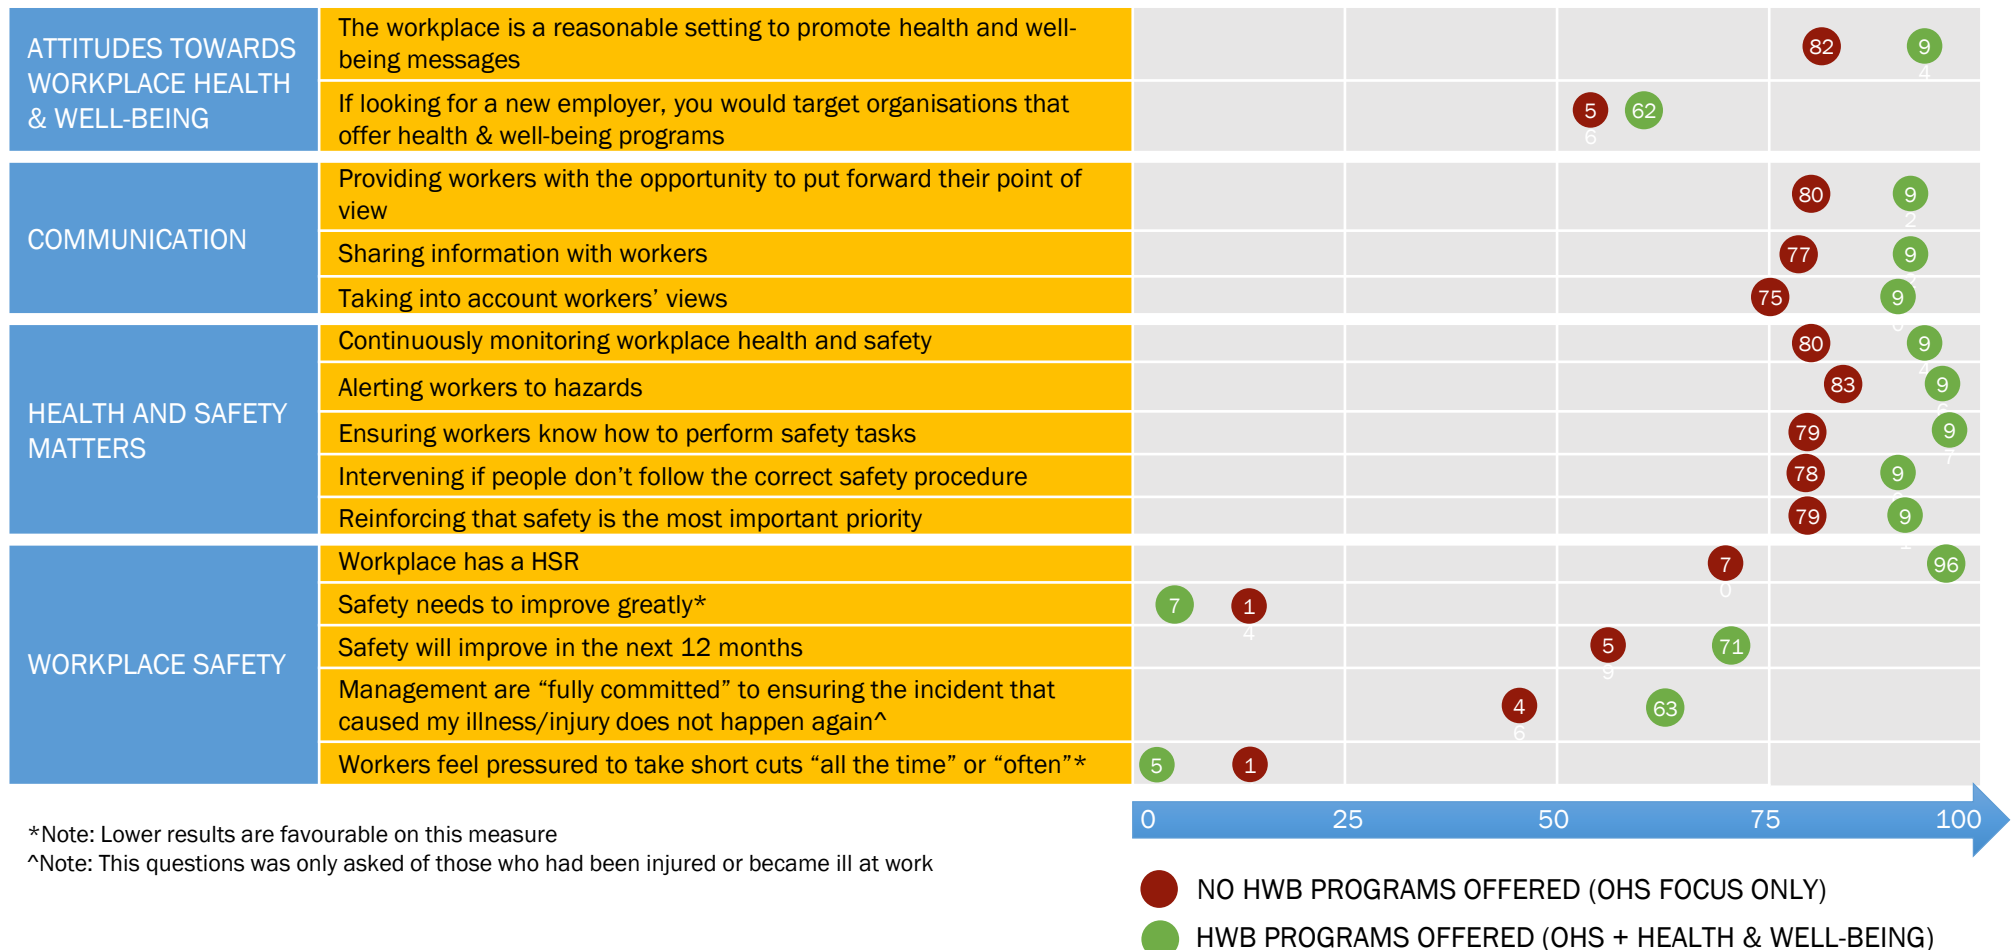 ATTITUDES TOWARDS
WORKPLACE HEALTH
& WELL-BEING
The workplace is a reasonable setting to promote health and well-
being messages
82
9
4
If looking for a new employer, you would target organisations that
offer health & well-being programs
5
6
62
COMMUNICATION
Providing workers with the opportunity to put forward their point of
view
80
9
2
Sharing information with workers
77
9
Taking into account workers’ views
75
9
0
HEALTH AND SAFETY
MATTERS
Continuously monitoring workplace health and safety
80
9
4
Alerting workers to hazards
83
9
6
Ensuring workers know how to perform safety tasks
79
9
7
Intervening if people don’t follow the correct safety procedure
78
9
Reinforcing that safety is the most important priority
79
9
1
WORKPLACE SAFETY
Workplace has a HSR
7
0
96
Safety needs to improve greatly*
7
1
4
Safety will improve in the next 12 months
5
9
71
Management are “fully committed” to ensuring the incident that
caused my illness/injury does not happen again^
4
6
63
Workers feel pressured to take short cuts “all the time” or “often”*
5
1
0 25 50 75 100
*Note: Lower results are favourable on this measure
^Note: This questions was only asked of those who had been injured or became ill at work
NO HWB PROGRAMS OFFERED (OHS FOCUS ONLY)
HWB PROGRAMS OFFERED (OHS + HEALTH & WELL-BEING)